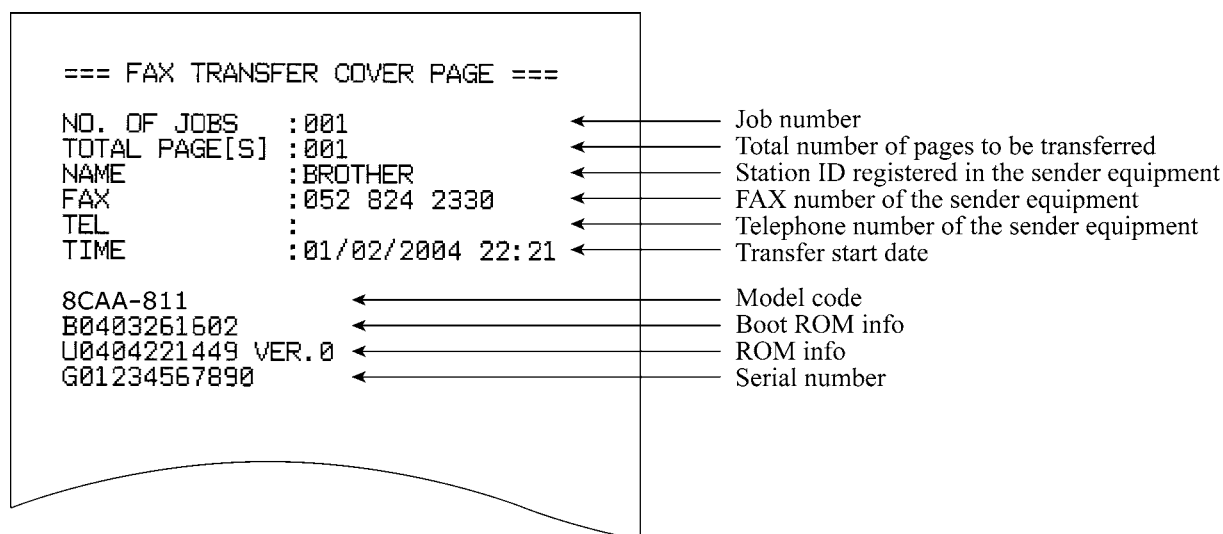 === FAX TRANSFER COVER PAGE ===
NO. OF JOBS :001 Job number
TOTAL PAGE[S] :001 Total number of pages to be transferred
NAME :BROTHER Station ID registered in the sender equipment
FAX :052 824 2330 FAX number of the sender equipment
TEL : Telephone number of the sender equipment
TIME :01/02/2004 22:21 Transfer start date
8CAA-811 Model code
B0403261602 Boot ROM info
U0404221449 VER.0 ROM info
G01234567890 Serial number